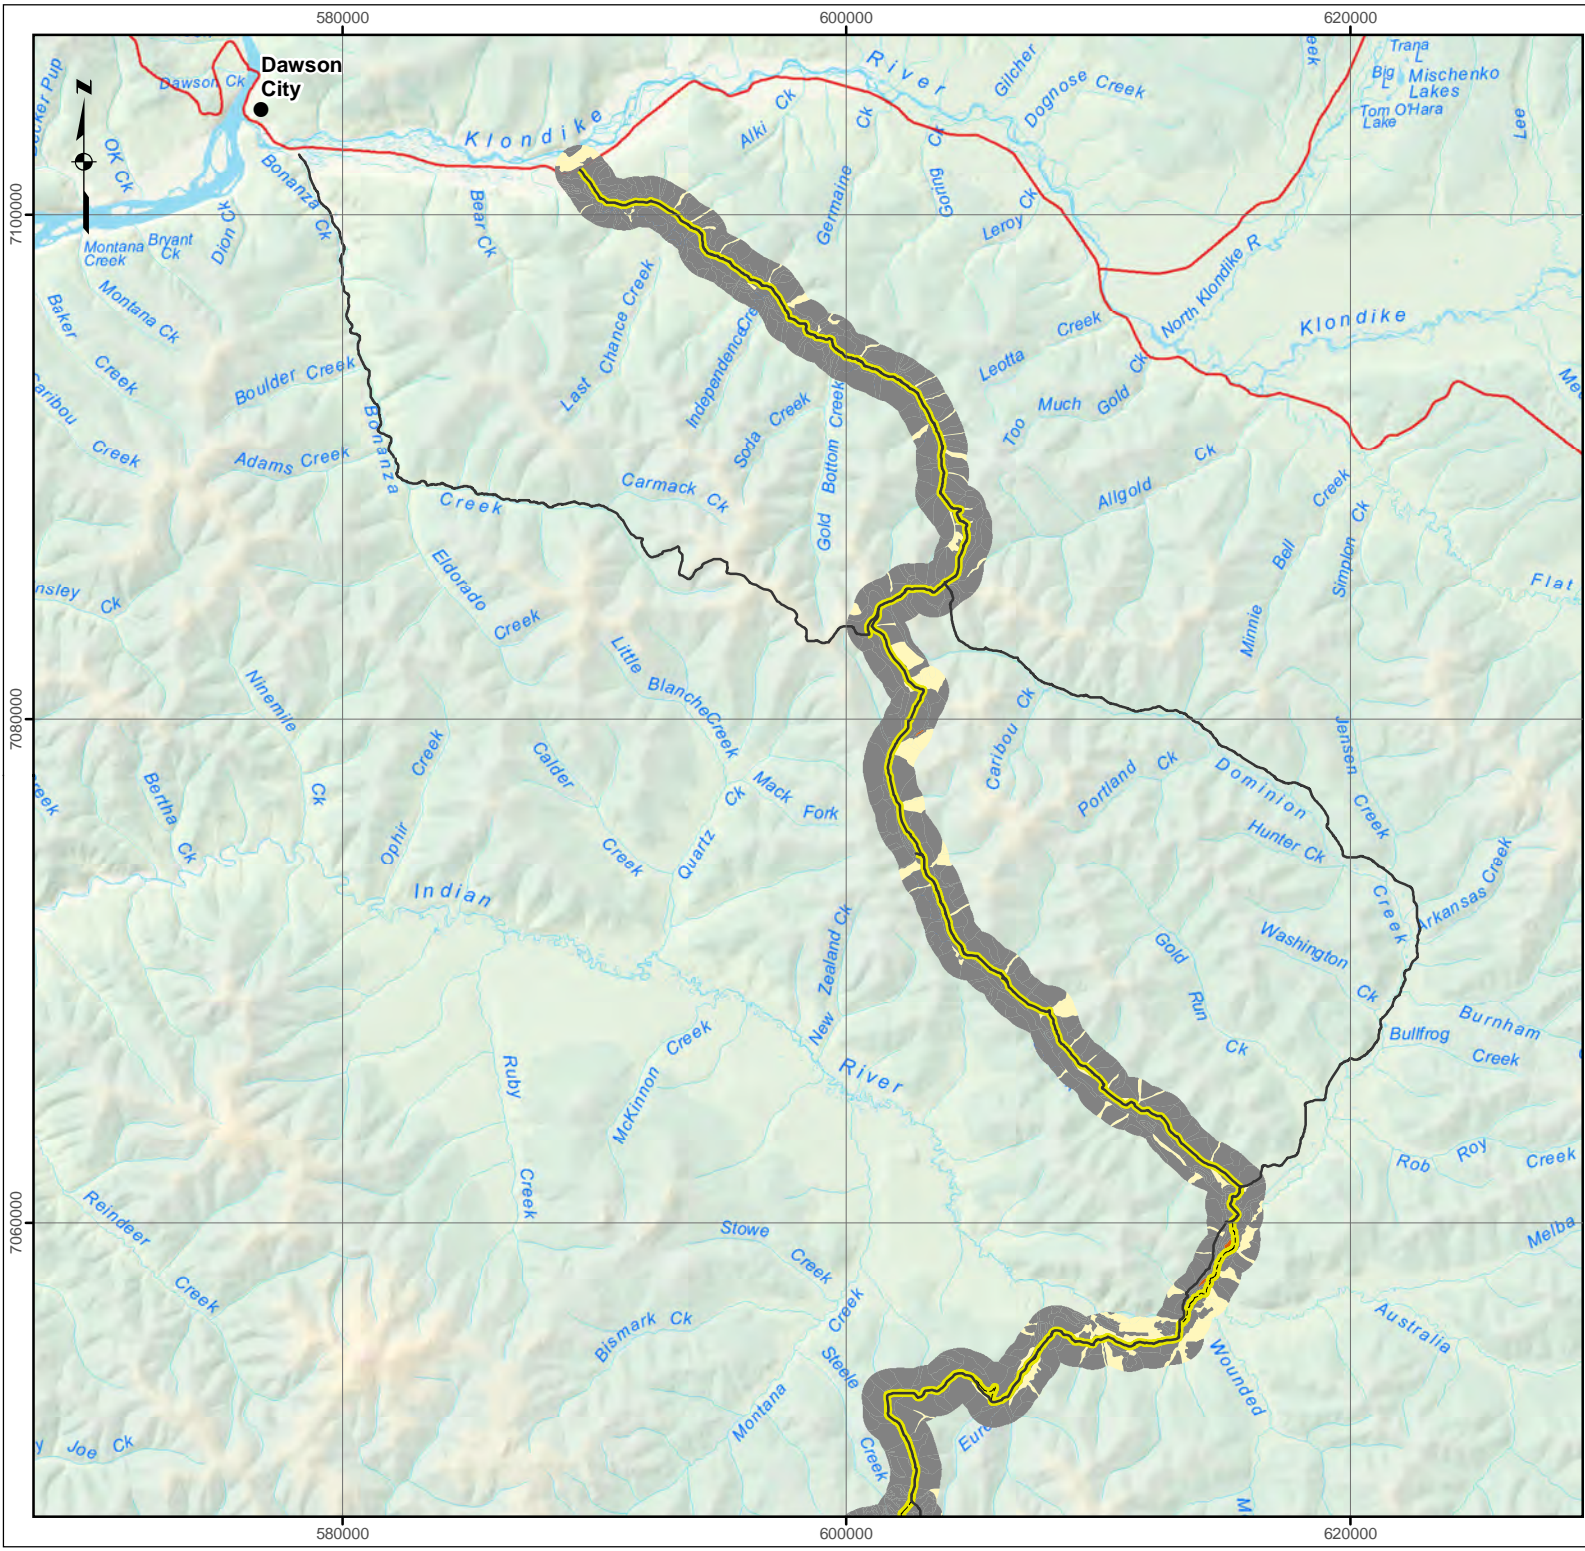 580000
600000
620000
7100000
7080000
7060000
580000
600000
620000
Z
Dawson
City
Dawson Ck
OK Ck
Klondike
River
Gilcher
Dognose Creek
Trana
L
Big
L
Mischenko
Lakes
Tom O'Hara
Lake
Lee
Alki Ck
Ck
Germaine
Ck
Goring
Leroy Ck
Bonanza Ck
Bear Ck
Dion Ck
Bryant
Ck
Montana
Creek
Montana Ck
Baker
Creek
North Klondike R
Klondike
Last Chance Creek
Independence
Leotta Creek
Too Much Gold Ck
Boulder Creek
Soda Creek
Gold Bottom Creek
Creek
Bonanza
Creek
Adams Creek
Carmack Ck
Allgold Ck
Minnie Bell Creek
Simplon Ck
Flat
Ck
Eldorado
Creek
Little Blanche Creek
Ninemile
Ck
Bertha
Ck
Ophir Creek
Calder
Creek
Mack
Fork
Quartz Ck
Caribou Ck
Portland Ck
Dominion
Creek
Jensen
Creek
Hunter Ck
Arkansas Creek
Washington
Ck
Indian
River
New Zealand Ck
Gold
Run
Ck
Burnham
Creek
Bullfrog
Ruby
Creek
McKinnon Creek
Rob Roy Creek
Melba
Reindeer
Creek
Stowe
Creek
Bismark Ck
Steele
Creek
Montana Creek
Australia
Wounded
M
Joe Ck